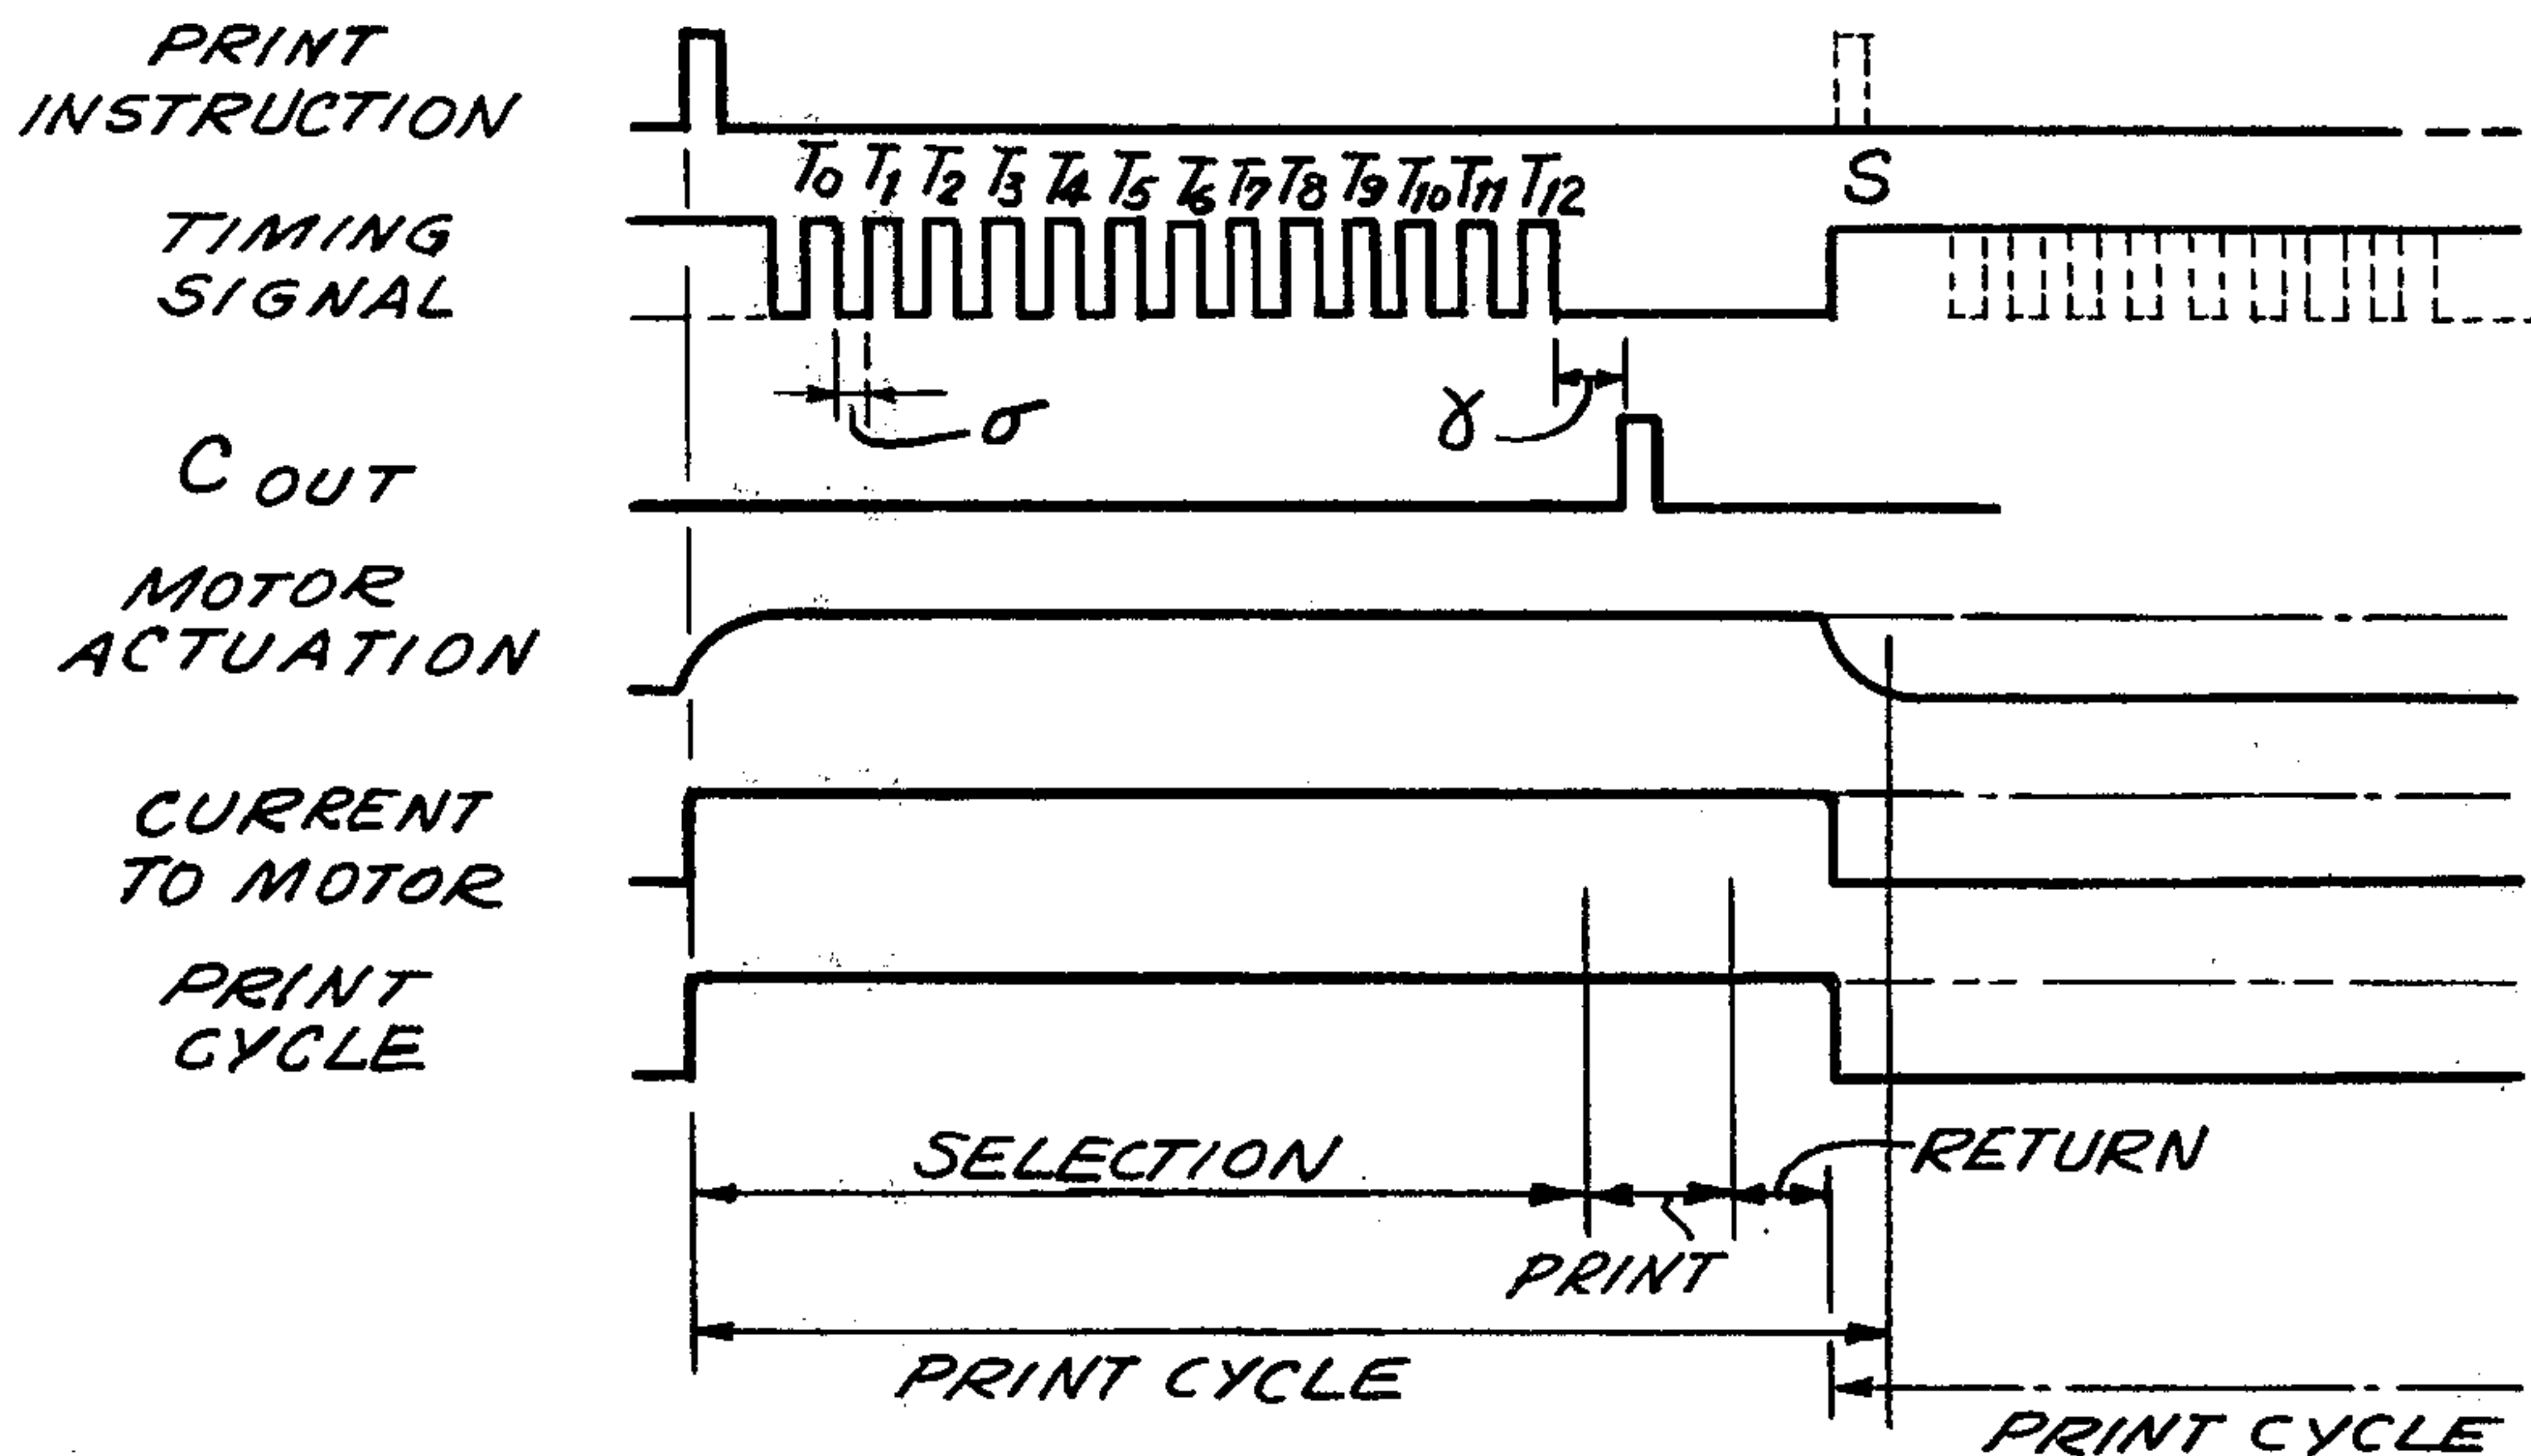 PRINT
INSTRUCTION
T0 T1 T2 T3 T4 T5 T6 T7 T8 T9 T10 T11 T12
S
TIMING
SIGNAL
σ
γ
C OUT
MOTOR
ACTUATION
CURRENT
TO MOTOR
PRINT
CYCLE
SELECTION
RETURN
PRINT
PRINT CYCLE
PRINT CYCLE